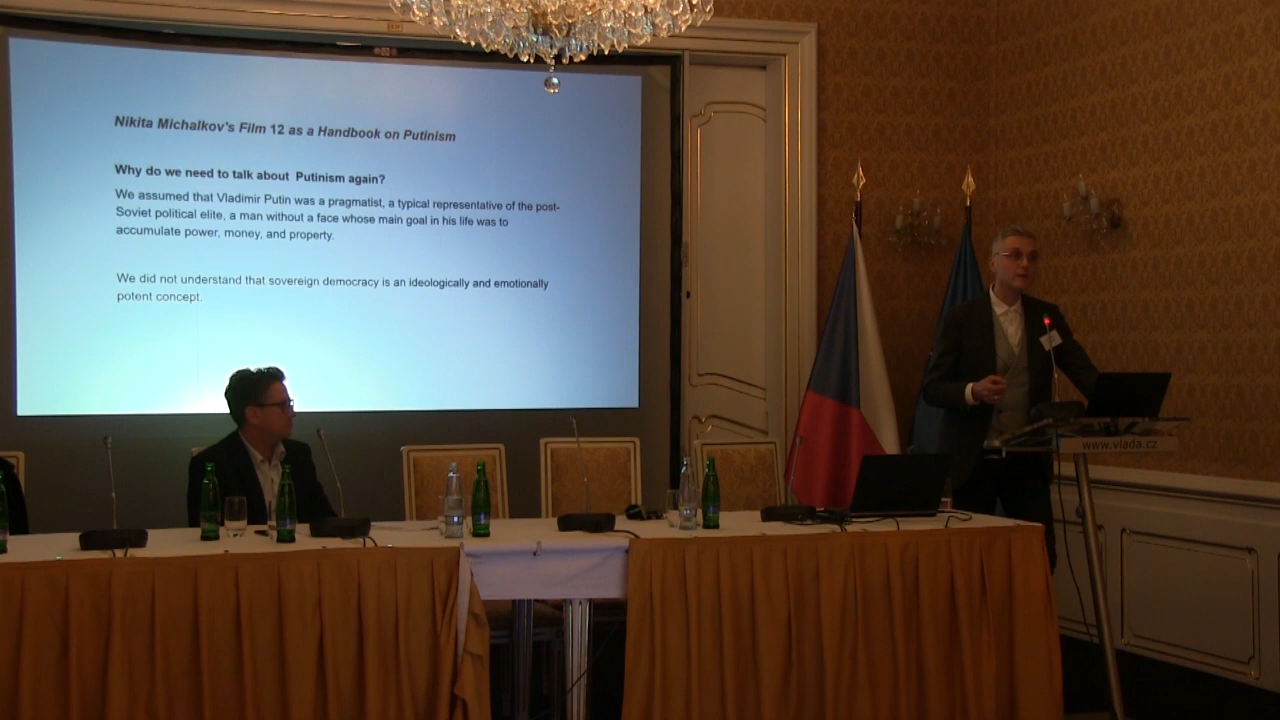 Nikita Michalkov's Film 12 as a Handbook on Putinism
Why do we need to talk about Putinism again?
We assumed that Vladimir Putin was a pragmatist, a typical representative of the post-
Soviet political elite, a man without a face whose main goal in his life was to
accumulate power, money, and property.
We did not understand that sovereign democracy is an ideologically and emotionally
potent concept.
www.vlada.cz